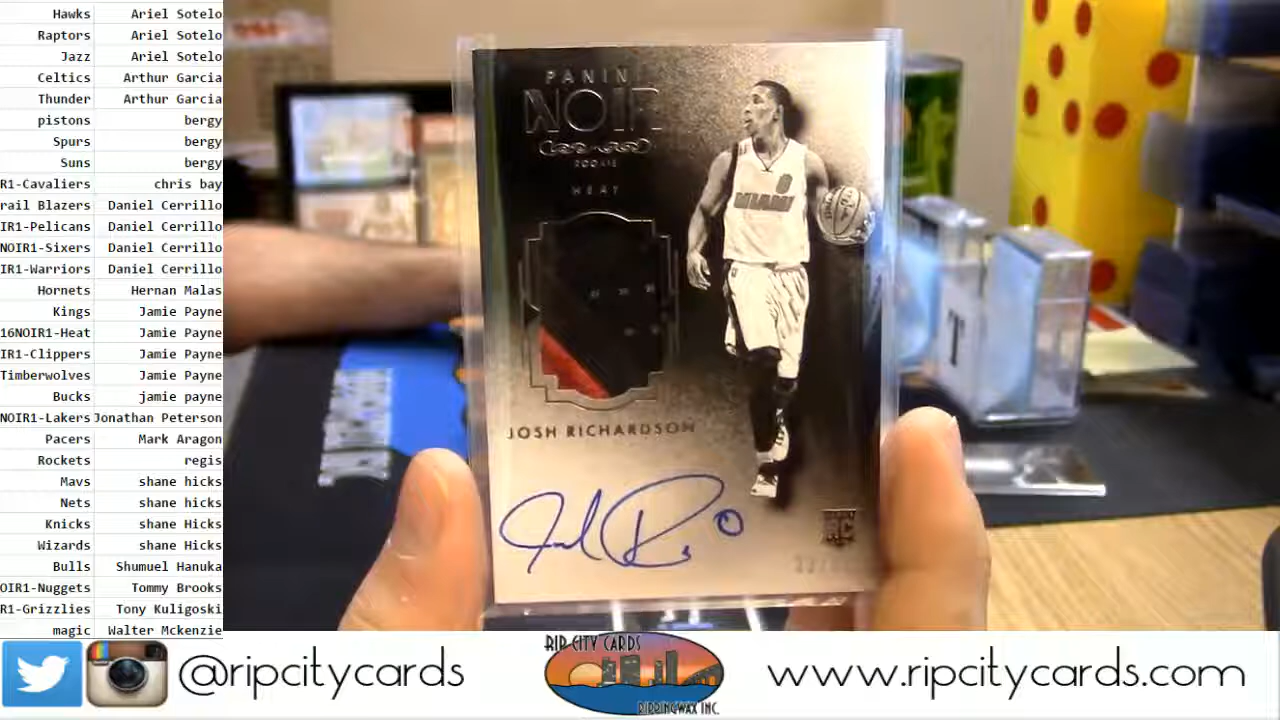 Hawks Ariel Sotelo
Raptors Ariel Sotelo
Jazz Ariel Sotelo
Celtics Arthur Garcia
Thunder Arthur Garcia
pistons bergy
Spurs bergy
Suns bergy
R1-Cavaliers chris bay
rail Blazers Daniel Cerrillo
IR1-Pelicans Daniel Cerrillo
NOIR1-Sixers Daniel Cerrillo
IR1-Warriors Daniel Cerrillo
Hornets Hernan Malas
Kings Jamie Payne
16NOIR1-Heat Jamie Payne
IR1-Clippers Jamie Payne
Timberwolves Jamie Payne
Bucks jamie payne
NOIR1-Lakers Jonathan Peterson
Pacers Mark Aragon
Rockets regis
Mavs shane hicks
Nets shane hicks
Knicks shane Hicks
Wizards shane Hicks
Bulls Shumuel Hanuka
OIR1-Nuggets Tommy Brooks
R1-Grizzlies Tony Kuligoski
magic Walter Mckenzie
PANINI
NOIR
ROOKIE
HEAT
MIAMI
0
JOSH RICHARDSON
RC
T
@ripcitycards
RIP CITY CARDS
RIPPINGWAX INC.
www.ripcitycards.com